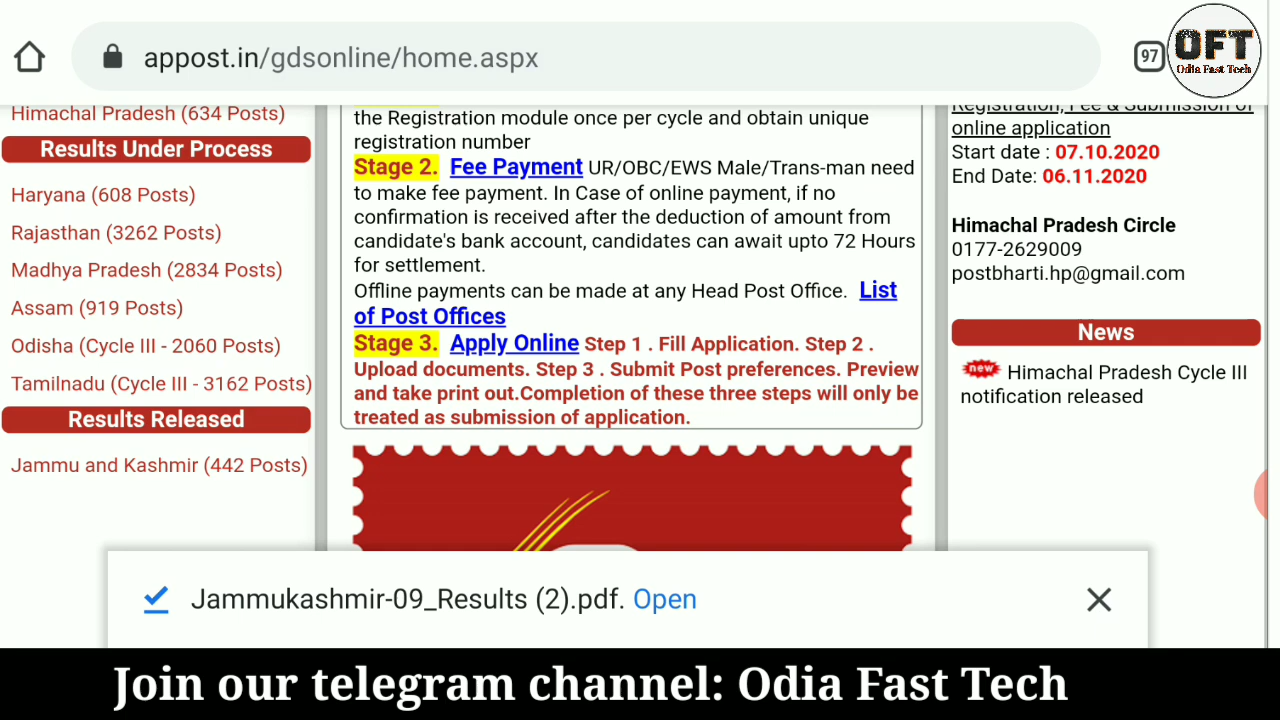 appost.in/gdsonline/home.aspx
97
OFT
Odia Fast Tech
Himachal Pradesh (634 Posts)
Results Under Process
Haryana (608 Posts)
Rajasthan (3262 Posts)
Madhya Pradesh (2834 Posts)
Assam (919 Posts)
Odisha (Cycle III - 2060 Posts)
Tamilnadu (Cycle III - 3162 Posts)
Results Released
Jammu and Kashmir (442 Posts)
the Registration module once per cycle and obtain unique
registration number
Stage 2. Fee Payment UR/OBC/EWS Male/Trans-man need
to make fee payment. In Case of online payment, if no
confirmation is received after the deduction of amount from
candidate's bank account, candidates can await upto 72 Hours
for settlement.
Offline payments can be made at any Head Post Office. List
of Post Offices
Stage 3. Apply Online Step 1 . Fill Application. Step 2 .
Upload documents. Step 3 . Submit Post preferences. Preview
and take print out.Completion of these three steps will only be
treated as submission of application.
Registration, Fee & Submission of
online application
Start date : 07.10.2020
End Date: 06.11.2020
Himachal Pradesh Circle
0177-2629009
postbharti.hp@gmail.com
News
new Himachal Pradesh Cycle III
notification released
Jammukashmir-09_Results (2).pdf. Open
Join our telegram channel: Odia Fast Tech